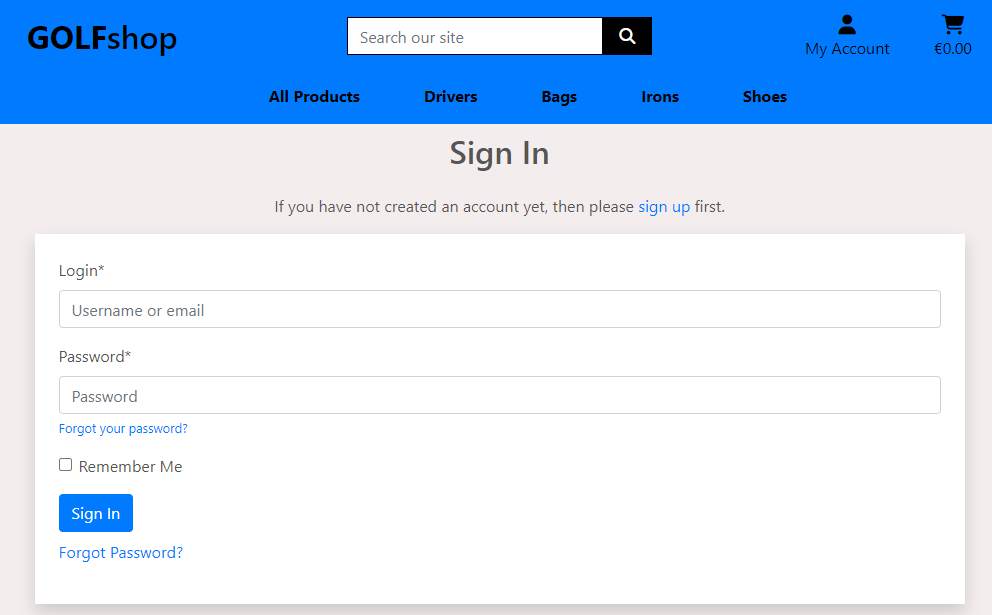 GOLFshop
Search our site
My Account
€0.00
All Products Drivers Bags Irons Shoes
Sign In
If you have not created an account yet, then please sign up first.
Login*
Username or email
Password*
Password
Forgot your password?
Remember Me
Sign In
Forgot Password?